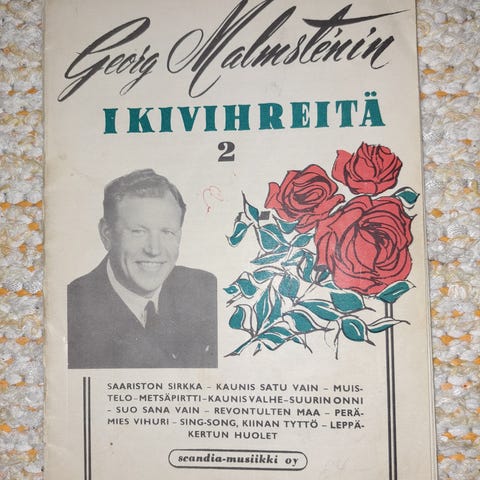 Georg Malmsténin
IKIVIHREITÄ
2
SAARISTON SIRKKA – KAUNIS SATU VAIN – MUIS-
TELO – METSÄPIRTTI – KAUNIS VALHE – SUURIN ONNI
– SUO SANA VAIN – REVONTULTEN MAA – PERÄ-
MIES VIHURI – SING-SONG, KIINAN TYTTÖ – LEPPÄ-
KERTUN HUOLET
scandia-musiikki oy